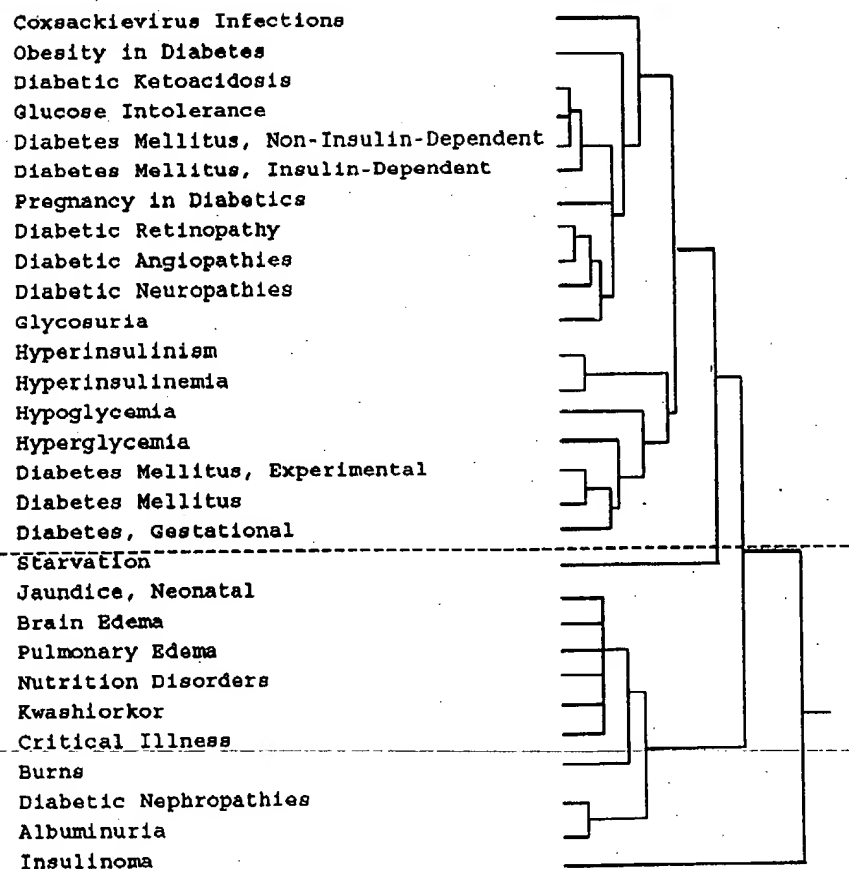 Coxsackievirus Infections
Obesity in Diabetes
Diabetic Ketoacidosis
Glucose Intolerance
Diabetes Mellitus, Non-Insulin-Dependent
Diabetes Mellitus, Insulin-Dependent
Pregnancy in Diabetics
Diabetic Retinopathy
Diabetic Angiopathies
Diabetic Neuropathies
Glycosuria
Hyperinsulinism
Hyperinsulinemia
Hypoglycemia
Hyperglycemia
Diabetes Mellitus, Experimental
Diabetes Mellitus
Diabetes, Gestational
Starvation
Jaundice, Neonatal
Brain Edema
Pulmonary Edema
Nutrition Disorders
Kwashiorkor
Critical Illness
Burns
Diabetic Nephropathies
Albuminuria
Insulinoma